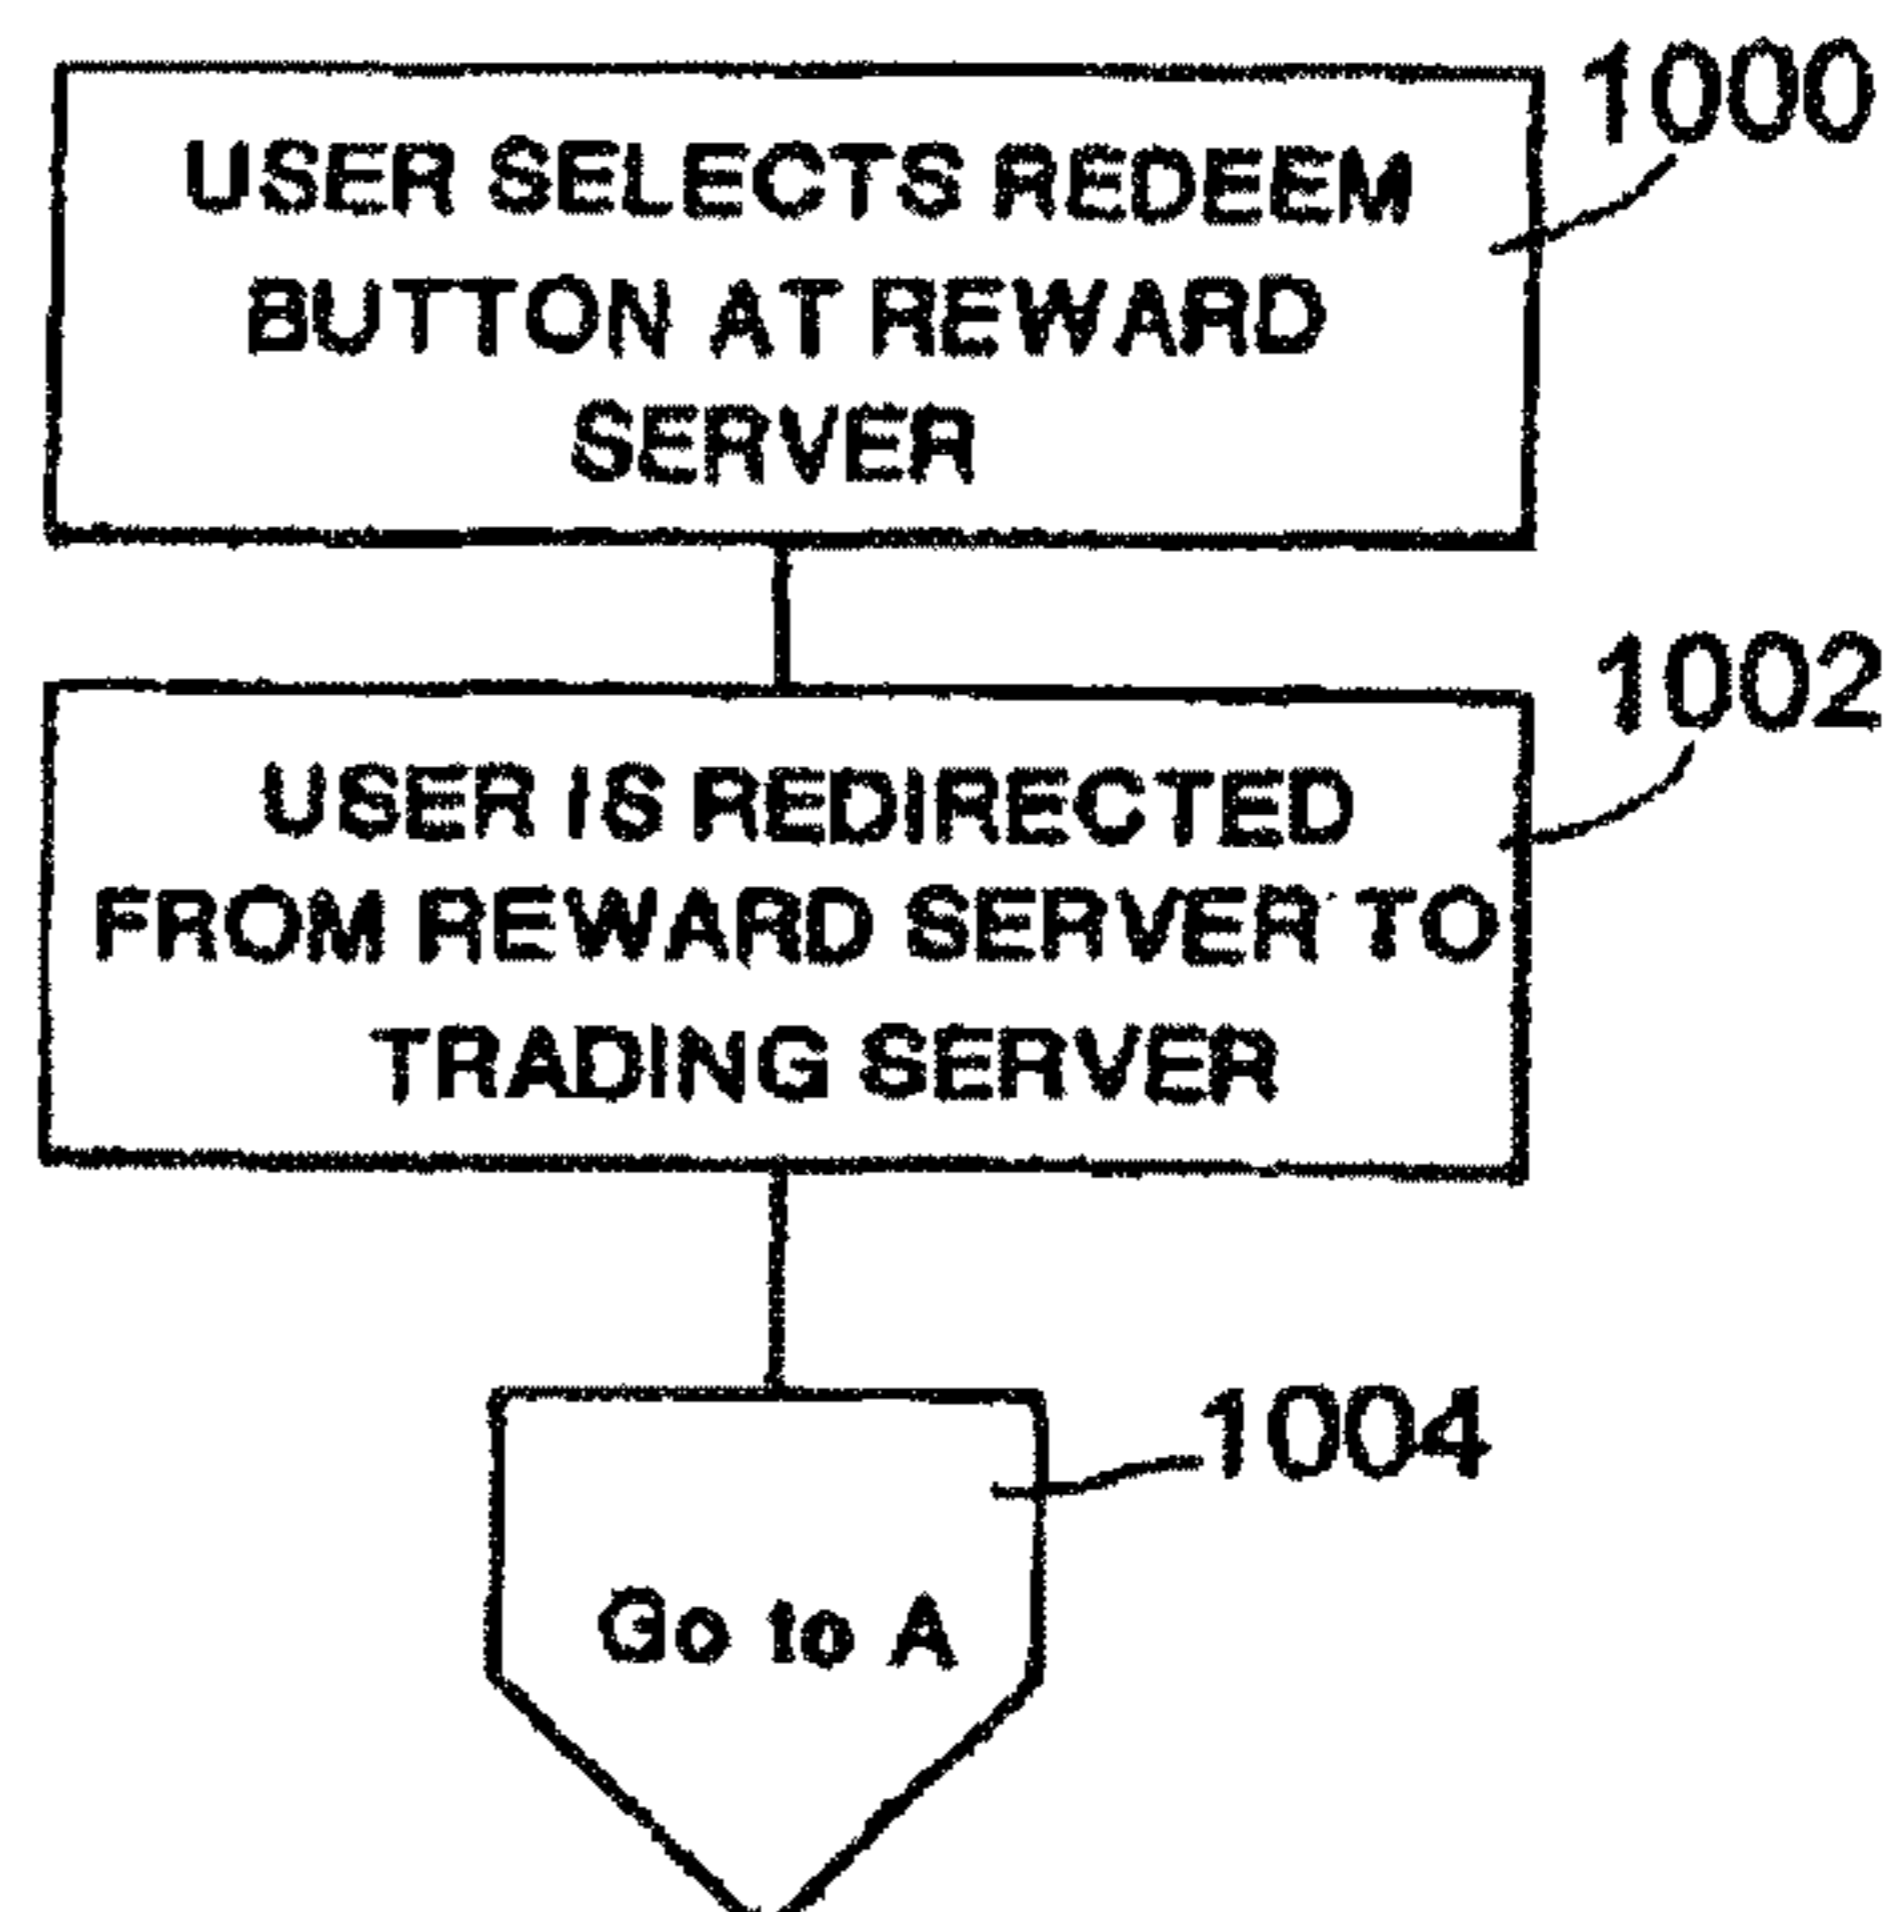 1000
USER SELECTS REDEEM
BUTTON AT REWARD
SERVER
1002
USER IS REDIRECTED
FROM REWARD SERVER TO
TRADING SERVER
1004
Go to A